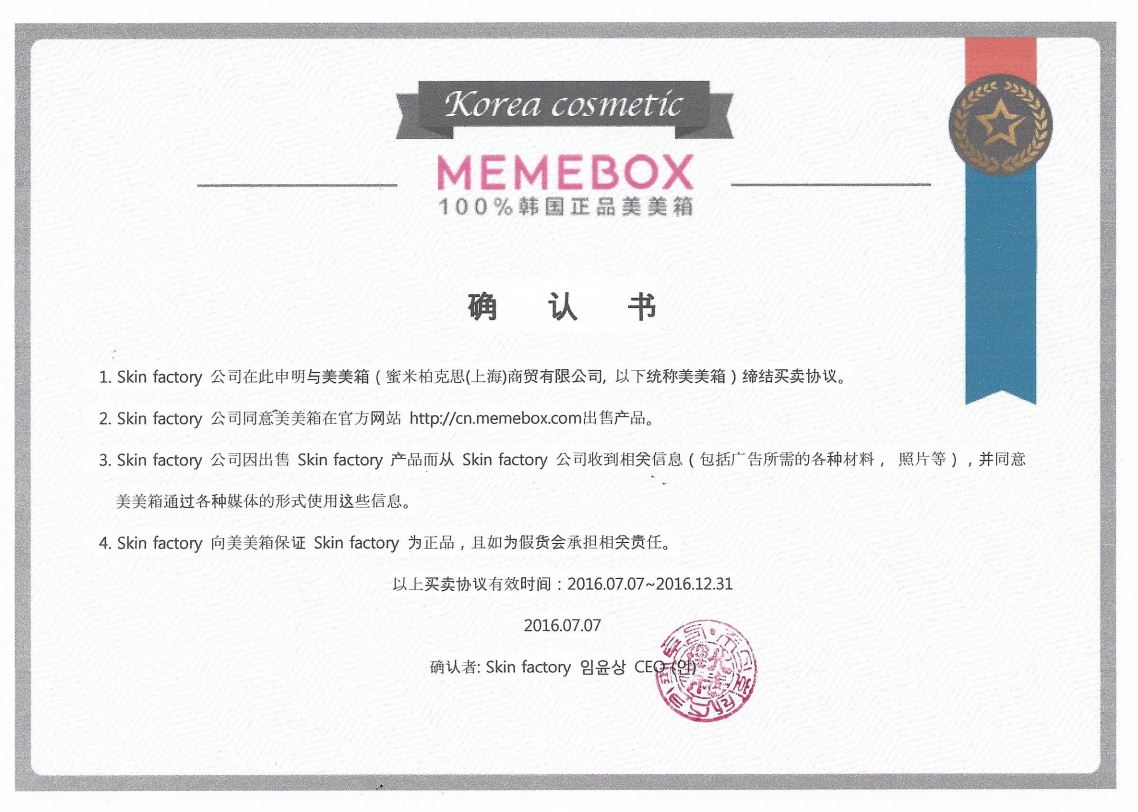 Korea cosmetic
MEMEBOX
100%韩国正品美美箱
确 认 书
1. Skin factory 公司在此申明与美美箱 ( 蜜米柏克思(上海)商贸有限公司, 以下统称美美箱 ) 缔结买卖协议。
2. Skin factory 公司同意美美箱在官方网站 http://cn.memebox.com出售产品。
3. Skin factory 公司因出售 Skin factory 产品而从 Skin factory 公司收到相关信息 ( 包括广告所需的各种材料 , 照片等 ) , 并同意
美美箱通过各种媒体的形式使用这些信息。
4. Skin factory 向美美箱保证 Skin factory 为正品 , 且如为假货会承担相关责任。
以上买卖协议有效时间 : 2016.07.07~2016.12.31
2016.07.07
确认者: Skin factory 임윤상 CEO (인)